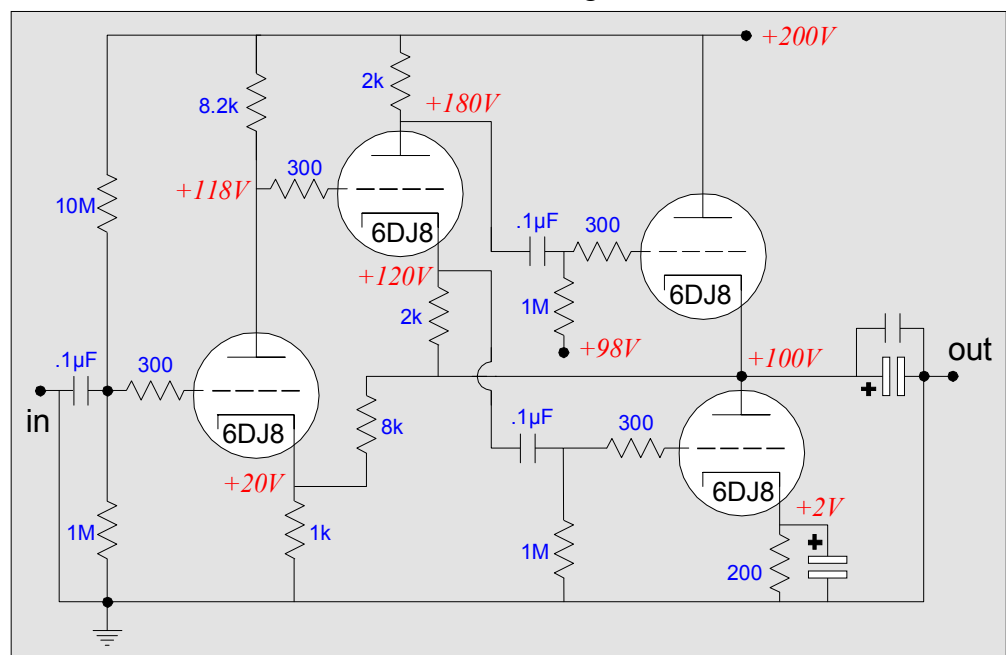 +200V
2k
+180V
8.2k
300
+118V
10M
6DJ8
.1µF
300
+120V
6DJ8
2k
1M
+98V
+100V
out
.1µF
300
in
6DJ8
8k
.1µF
300
6DJ8
+20V
+2V
1M
1k
1M
200